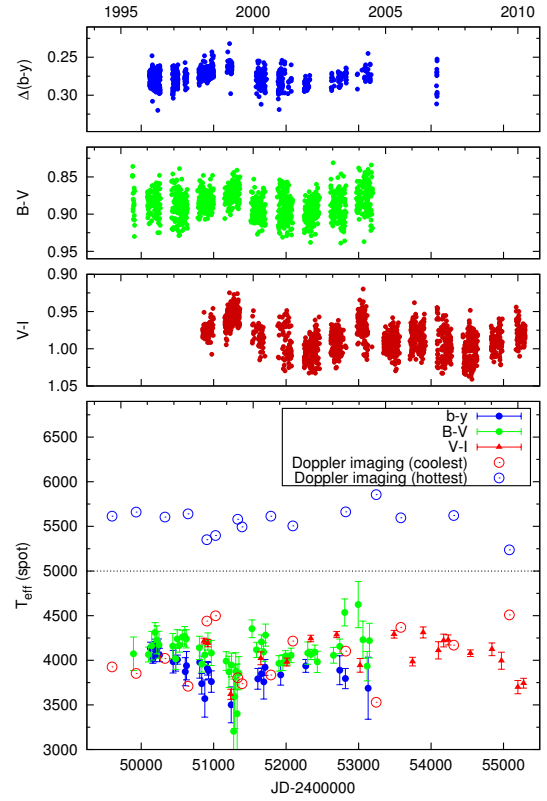 1995 2000 2005 2010
0.25
0.30
Δ(b-y)
0.85
0.90
0.95
B-V
0.90
0.95
1.00
1.05
V-I
6500
6000
5500
5000
4500
4000
3500
3000
T_eff (spot)
b-y
B-V
V-I
Doppler imaging (coolest)
Doppler imaging (hottest)
50000 51000 52000 53000 54000 55000
JD-2400000